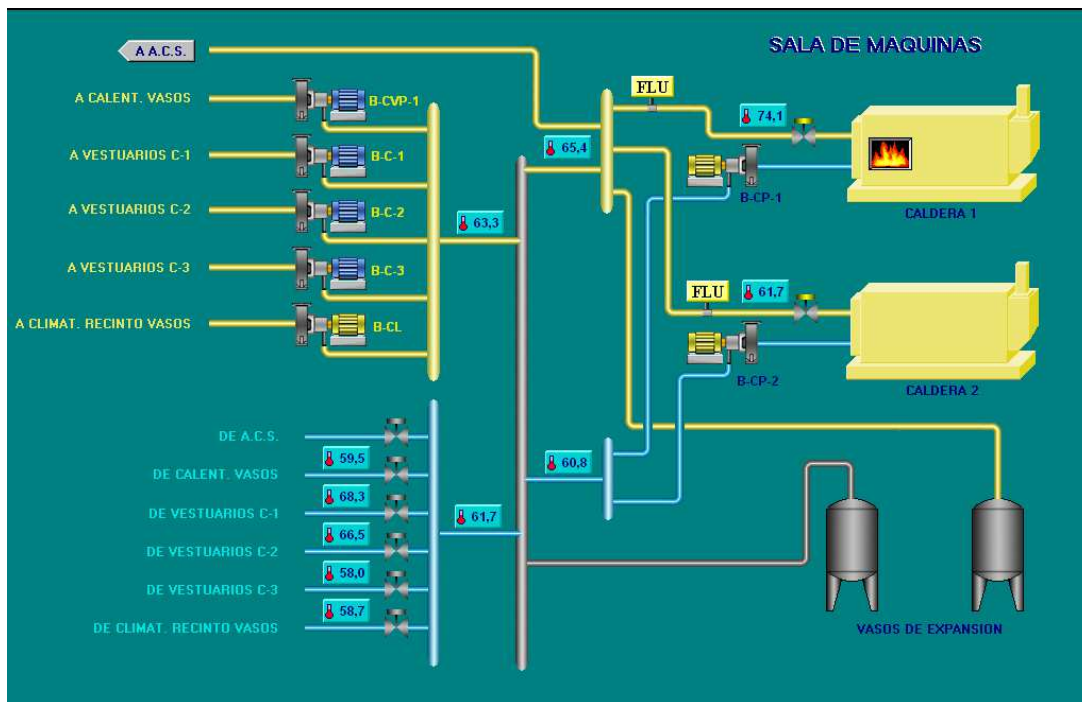 SALA DE MAQUINAS
A A.C.S.
A CALENT. VASOS
B-CVP-1
A VESTUARIOS C-1
B-C-1
A VESTUARIOS C-2
B-C-2
A VESTUARIOS C-3
B-C-3
A CLIMAT. RECINTO VASOS
B-CL
63,3
65,4
FLU
74,1
B-CP-1
CALDERA 1
FLU
61,7
B-CP-2
CALDERA 2
DE A.C.S.
59,5
DE CALENT. VASOS
68,3
DE VESTUARIOS C-1
66,5
DE VESTUARIOS C-2
58,0
DE VESTUARIOS C-3
58,7
DE CLIMAT. RECINTO VASOS
61,7
60,8
VASOS DE EXPANSION